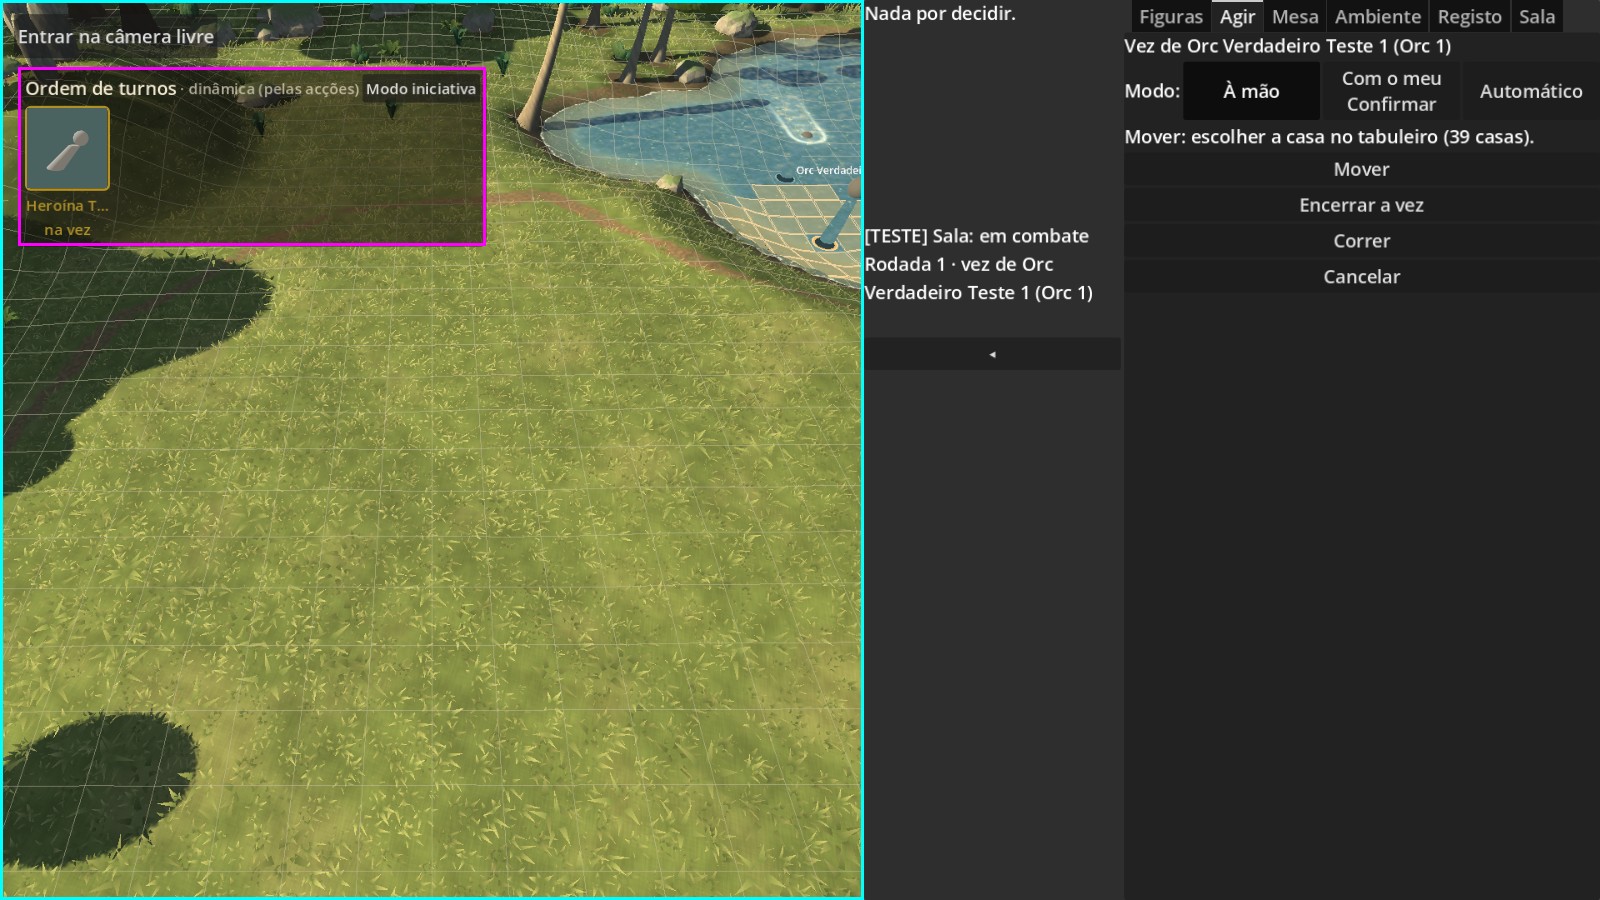 Entrar na câmera livre
Ordem de turnos · dinâmica (pelas acções) Modo iniciativa
Heroína T...
na vez
Orc Verdadei
Nada por decidir.
[TESTE] Sala: em combate
Rodada 1 · vez de Orc
Verdadeiro Teste 1 (Orc 1)
Figuras Agir Mesa Ambiente Registo Sala
Vez de Orc Verdadeiro Teste 1 (Orc 1)
Modo: À mão Com o meu Confirmar Automático
Mover: escolher a casa no tabuleiro (39 casas).
Mover
Encerrar a vez
Correr
Cancelar